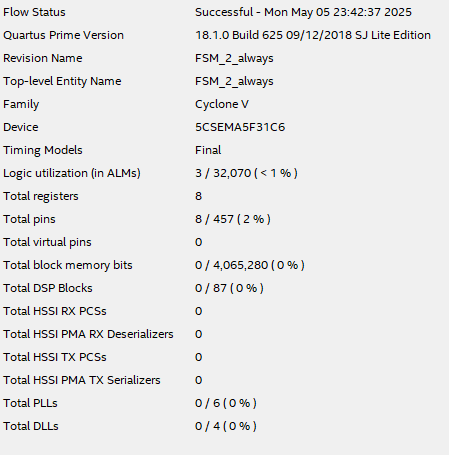 Flow Status Successful - Mon May 05 23:42:37 2025
Quartus Prime Version 18.1.0 Build 625 09/12/2018 SJ Lite Edition
Revision Name FSM_2_always
Top-level Entity Name FSM_2_always
Family Cyclone V
Device 5CSEMA5F31C6
Timing Models Final
Logic utilization (in ALMs) 3 / 32,070 ( < 1 % )
Total registers 8
Total pins 8 / 457 ( 2 % )
Total virtual pins 0
Total block memory bits 0 / 4,065,280 ( 0 % )
Total DSP Blocks 0 / 87 ( 0 % )
Total HSSI RX PCSs 0
Total HSSI PMA RX Deserializers 0
Total HSSI TX PCSs 0
Total HSSI PMA TX Serializers 0
Total PLLs 0 / 6 ( 0 % )
Total DLLs 0 / 4 ( 0 % )